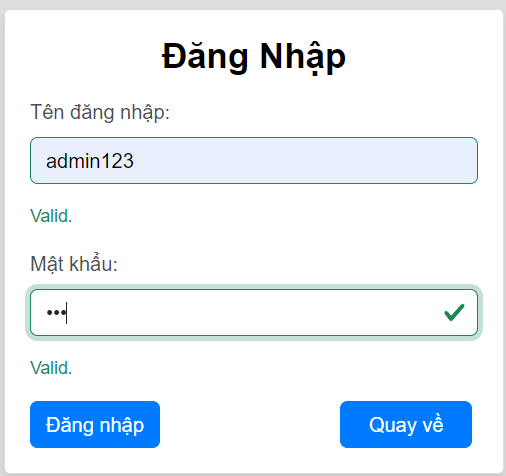 Đăng Nhập
Tên đăng nhập:
admin123
Valid.
Mật khẩu:
•••
Valid.
Đăng nhập
Quay về